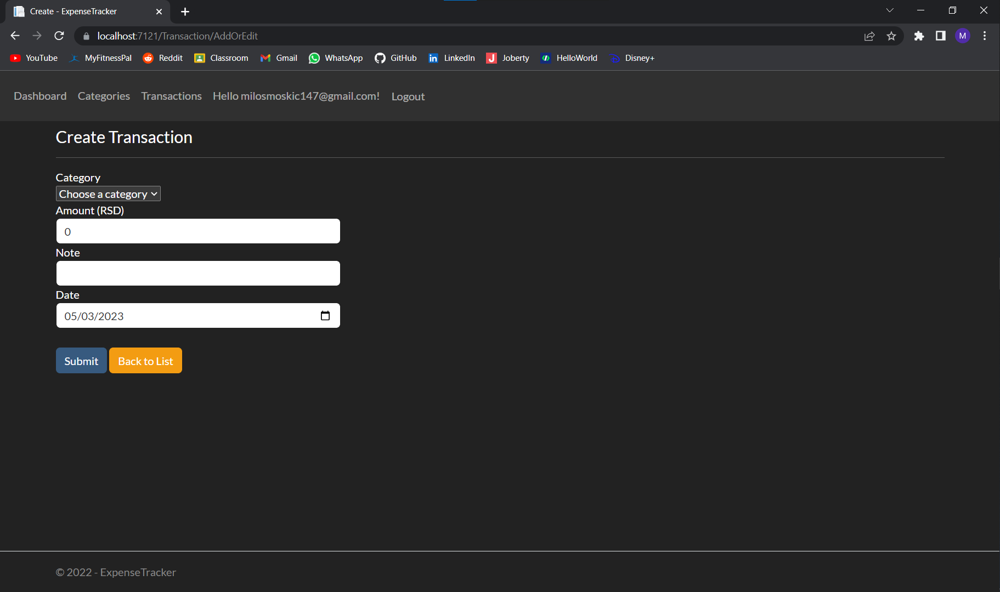 Create - ExpenseTracker
localhost:7121/Transaction/AddOrEdit
M
YouTube MyFitnessPal Reddit Classroom Gmail WhatsApp GitHub in LinkedIn J Joberty HelloWorld Disney+
Dashboard Categories Transactions Hello milosmoskic147@gmail.com! Logout
Create Transaction
Category
Choose a category
Amount (RSD)
0
Note
Date
05/03/2023
Submit Back to List
© 2022 - ExpenseTracker